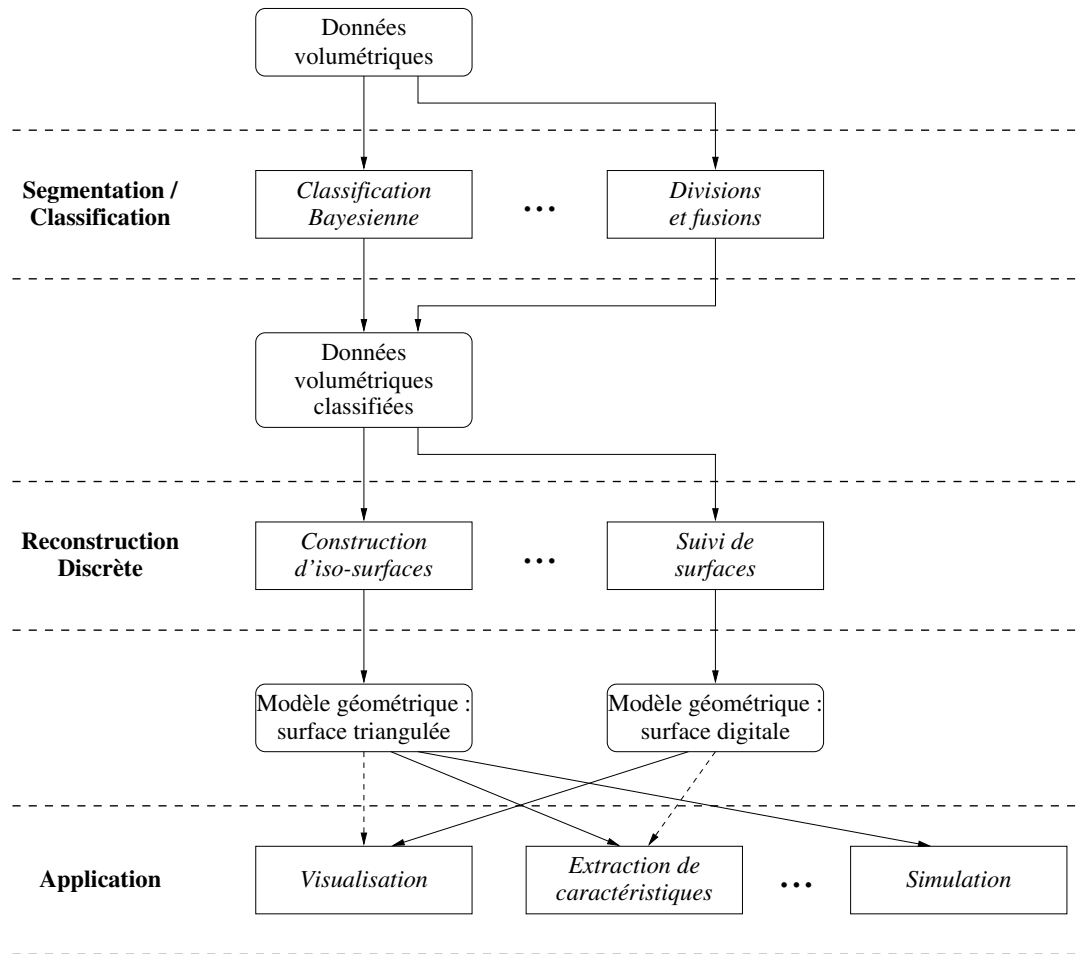 Données
volumétriques
Segmentation /
Classification
Classification
Bayesienne
...
Divisions
et fusions
Données
volumétriques
classifiées
Reconstruction
Discrète
Construction
d'iso-surfaces
...
Suivi de
surfaces
Modèle géométrique :
surface triangulée
Modèle géométrique :
surface digitale
Application
Visualisation
Extraction de
caractéristiques
...
Simulation